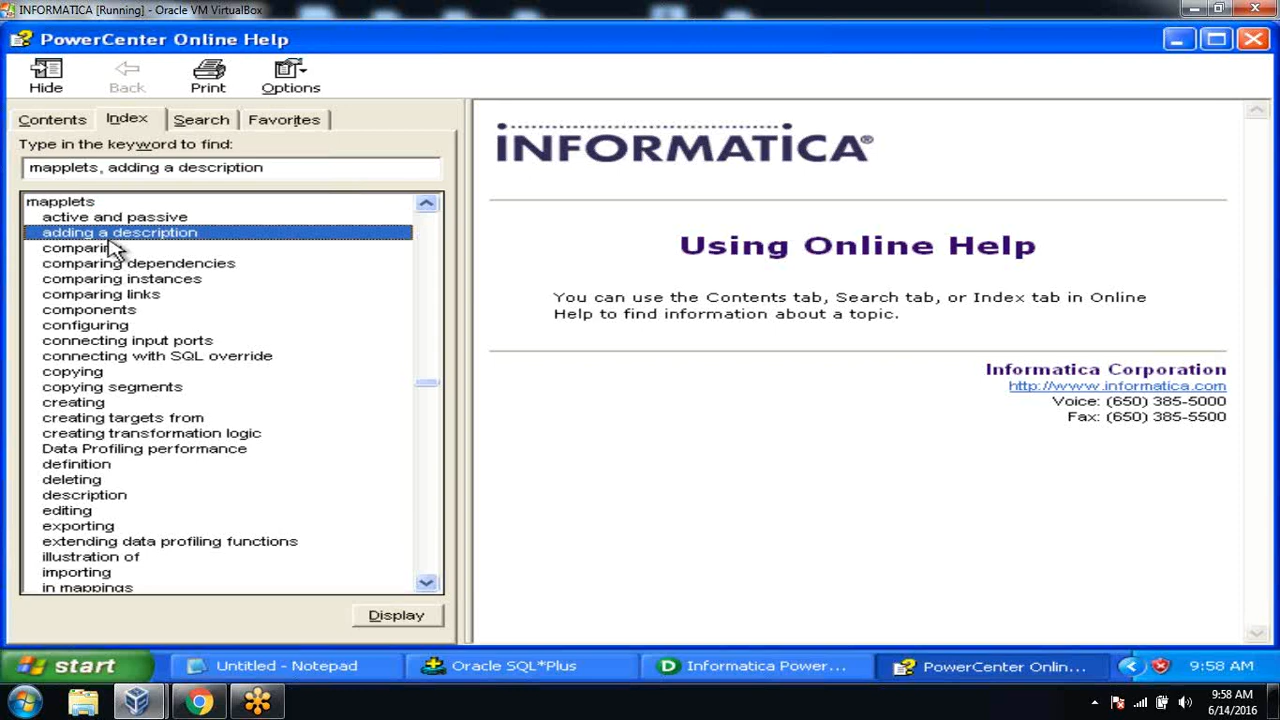 INFORMATICA [Running] - Oracle VM VirtualBox
PowerCenter Online Help
Hide
Back
Print
Options
Contents
Index
Search
Favorites
Type in the keyword to find:
mapplets, adding a description
mapplets
active and passive
adding a description
comparing
comparing dependencies
comparing instances
comparing links
components
configuring
connecting input ports
connecting with SQL override
copying
copying segments
creating
creating targets from
creating transformation logic
Data Profiling performance
definition
deleting
description
editing
exporting
extending data profiling functions
illustration of
importing
in mappings
Display
INFORMATICA®
Using Online Help
You can use the Contents tab, Search tab, or Index tab in Online
Help to find information about a topic.
Informatica Corporation
http://www.informatica.com
Voice: (650) 385-5000
Fax: (650) 385-5500
start
Untitled - Notepad
Oracle SQL*Plus
Informatica Power...
PowerCenter Onlin...
9:58 AM
9:58 AM
6/14/2016